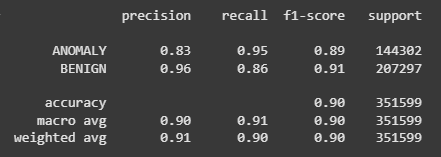 precision recall f1-score support
ANOMALY 0.83 0.95 0.89 144302
BENIGN 0.96 0.86 0.91 207297
accuracy 0.90 351599
macro avg 0.90 0.91 0.90 351599
weighted avg 0.91 0.90 0.90 351599